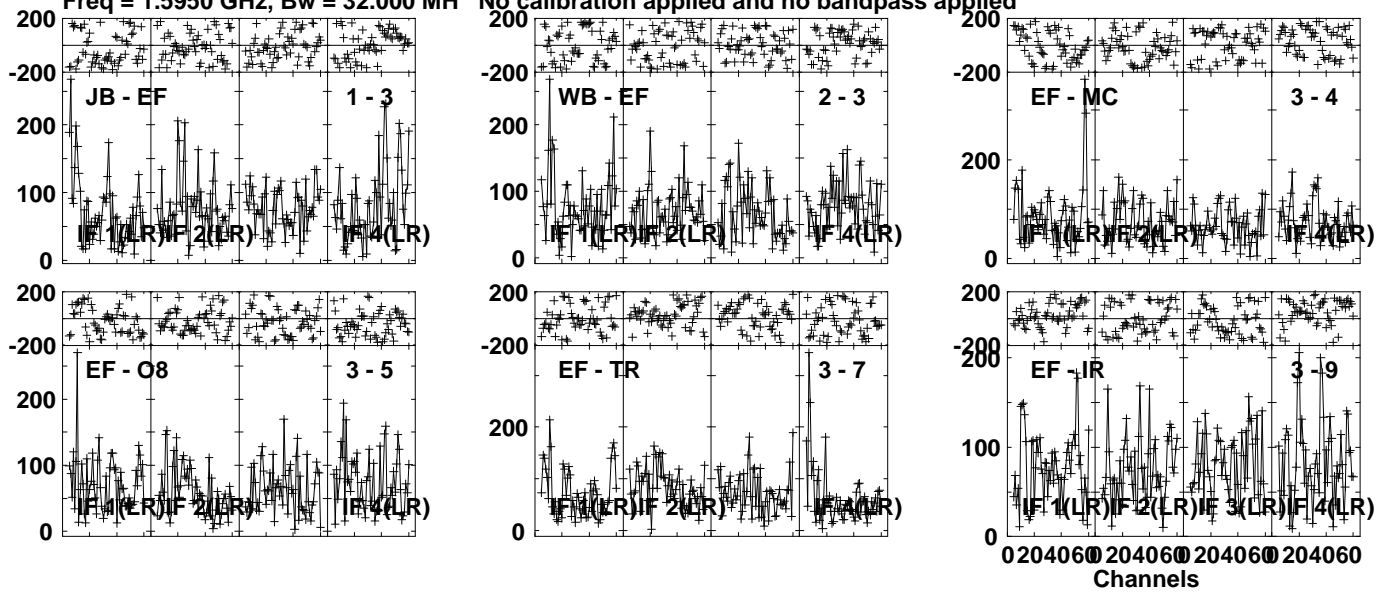 Freq = 1.5950 GHz, Bw = 32.000 MH No calibration applied and no bandpass applied
200
-200
JB - EF 1 - 3
200
100
0
IF 1(LR) IF 2(LR) IF 4(LR)
200
-200
WB - EF 2 - 3
200
100
0
IF 1(LR) IF 2(LR) IF 4(LR)
200
-200
EF - MC 3 - 4
200
0
IF 1(LR) IF 2(LR) IF 4(LR)
200
-200
EF - O8 3 - 5
200
100
0
IF 1(LR) IF 2(LR) IF 4(LR)
200
-200
EF - TR 3 - 7
200
0
IF 1(LR) IF 2(LR) IF 4(LR)
200
-200
EF - IR 3 - 9
200
100
0
IF 1(LR) IF 2(LR) IF 3(LR) IF 4(LR)
0 20 40 60 0 20 40 60 0 20 40 60 0 20 40 60
Channels